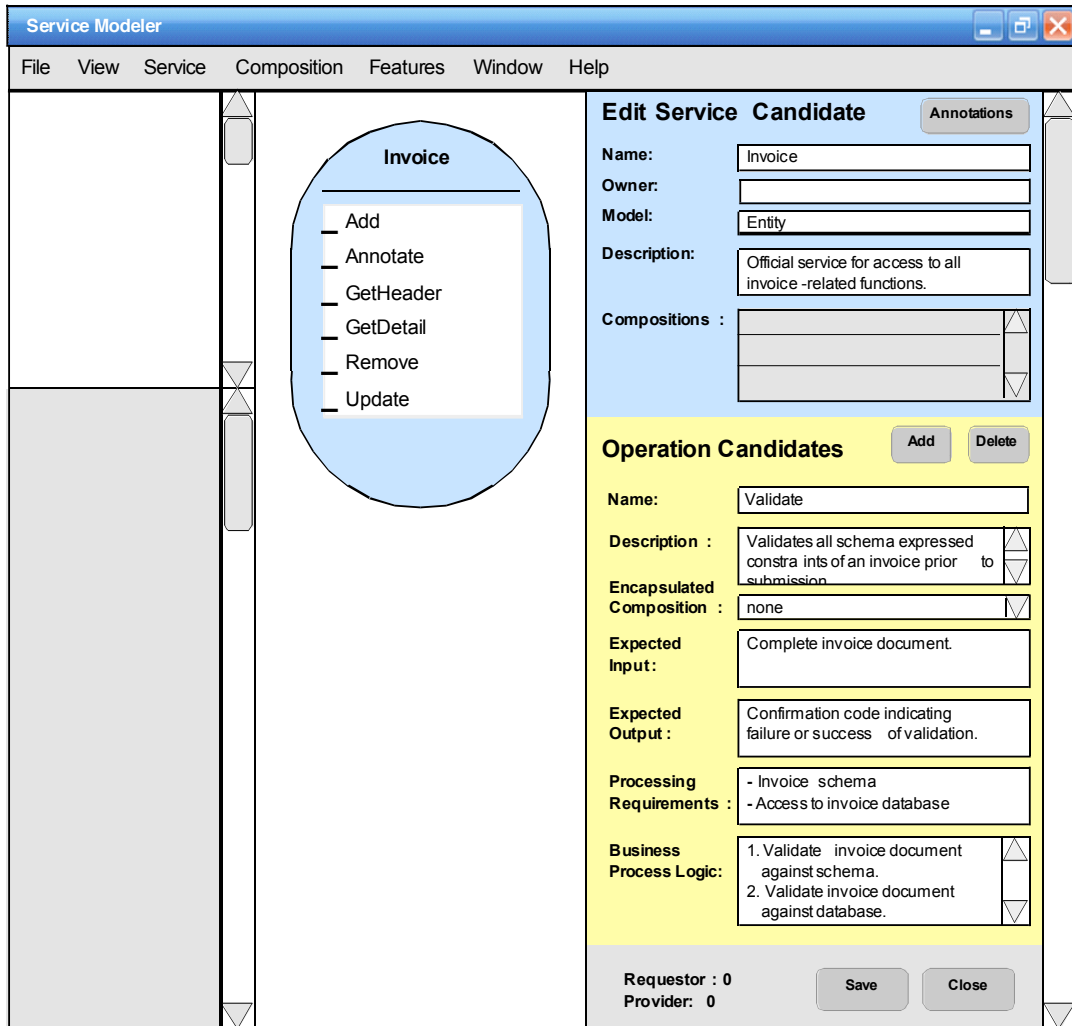 Service Modeler
File View Service Composition Features Window Help
Invoice
Add
Annotate
GetHeader
GetDetail
Remove
Update
Edit Service Candidate
Annotations
Name: Invoice
Owner:
Model: Entity
Description: Official service for access to all
invoice -related functions.
Compositions :
Operation Candidates
Add
Delete
Name: Validate
Description : Validates all schema expressed
constra ints of an invoice prior to
submission
Encapsulated
Composition : none
Expected
Input : Complete invoice document.
Expected
Output : Confirmation code indicating
failure or success of validation.
Processing
Requirements : - Invoice schema
- Access to invoice database
Business
Process Logic: 1. Validate invoice document
against schema.
2. Validate invoice document
against database.
Requestor : 0
Provider: 0
Save
Close